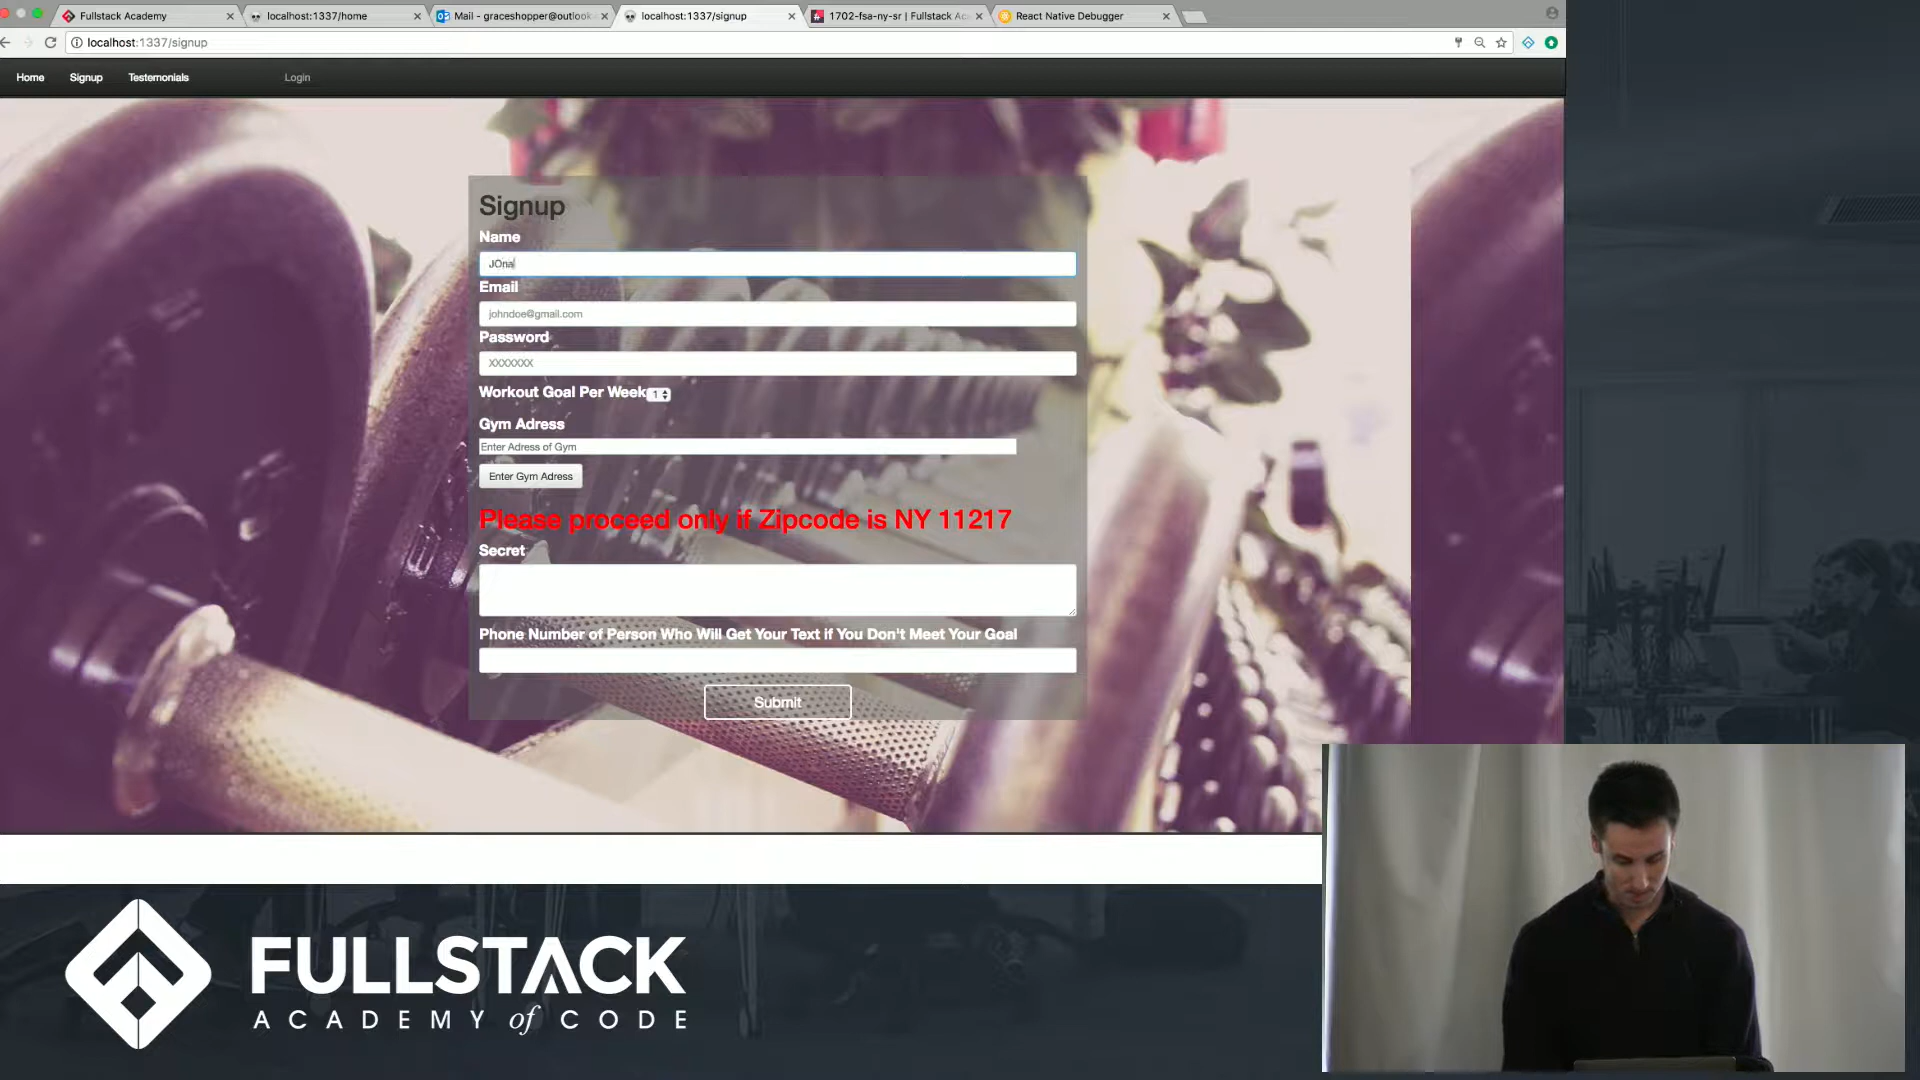 Fullstack Academy
localhost:1337/home
Mail - graceshopper@outlook
localhost:1337/signup
1702-fsa-ny-sr | Fullstack Aca
React Native Debugger
localhost:1337/signup
Home
Signup
Testemonials
Login
Signup
Name
JOna
Email
johndoe@gmail.com
Password
XXXXXXX
Workout Goal Per Week 1
Gym Adress
Enter Adress of Gym
Enter Gym Adress
Please proceed only if Zipcode is NY 11217
Secret
Phone Number of Person Who Will Get Your Text if You Don't Meet Your Goal
Submit
FULLSTACK
ACADEMY of CODE